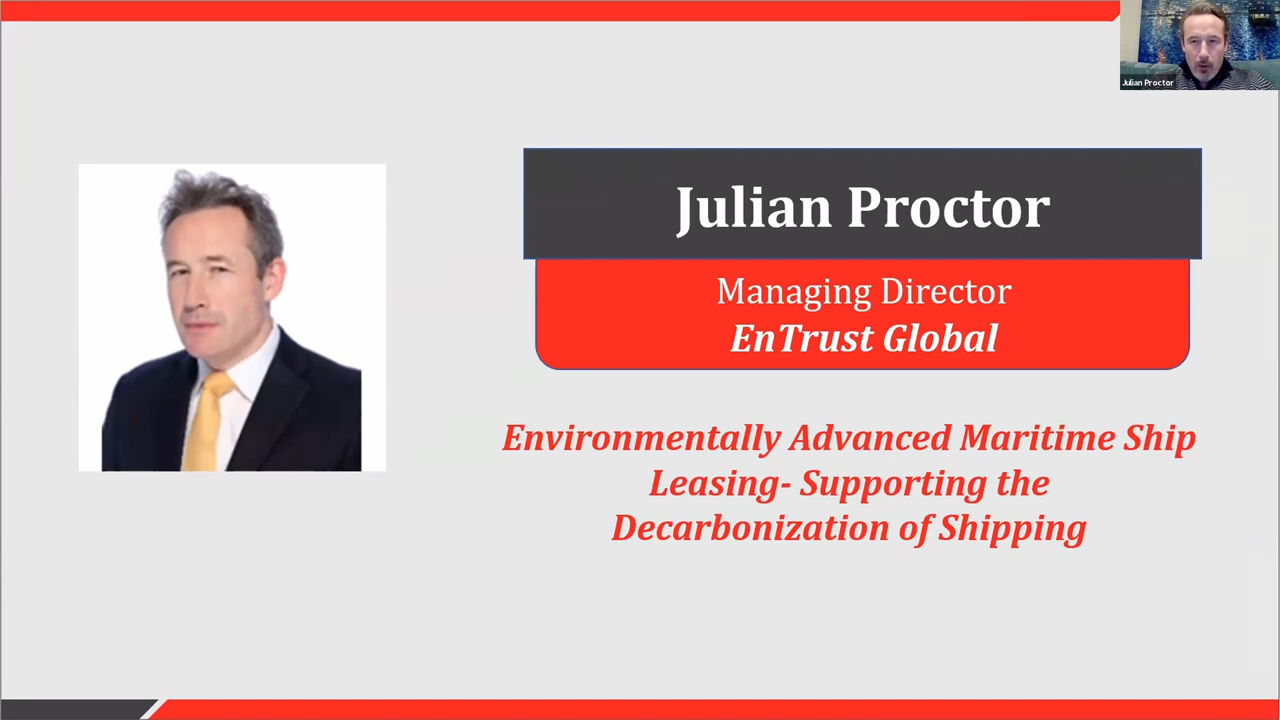 Julian Proctor
Julian Proctor
Managing Director
EnTrust Global
Environmentally Advanced Maritime Ship
Leasing- Supporting the
Decarbonization of Shipping